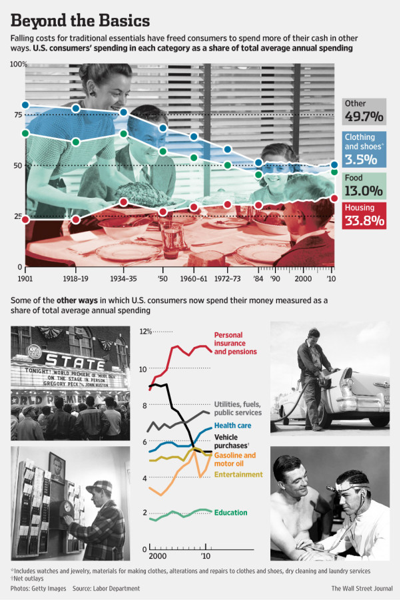 Beyond the Basics
Falling costs for traditional essentials have freed consumers to spend more of their cash in other
ways. U.S. consumers' spending in each category as a share of total average annual spending
100%
75
50
25
0
1901
1918–19
1934–35
'50
1960–61
1972–73
'84
'90
2000
'10
Other
49.7%
Clothing
and shoes*
3.5%
Food
13.0%
Housing
33.8%
Some of the other ways in which U.S. consumers now spend their money measured as a
share of total average annual spending
STATE
TONIGHT! WORLD PREMIERE
ON THE STAGE IN PERSON
GREGORY PECK
12%
10
8
6
4
2
0
2000
'10
Personal
insurance
and pensions
Utilities, fuels,
public services
Health care
Vehicle
purchases†
Gasoline and
motor oil
Entertainment
Education
*Includes watches and jewelry, materials for making clothes, alterations and repairs to clothes and shoes, dry cleaning and laundry services
†Net outlays
Photos: Getty Images Source: Labor Department
The Wall Street Journal